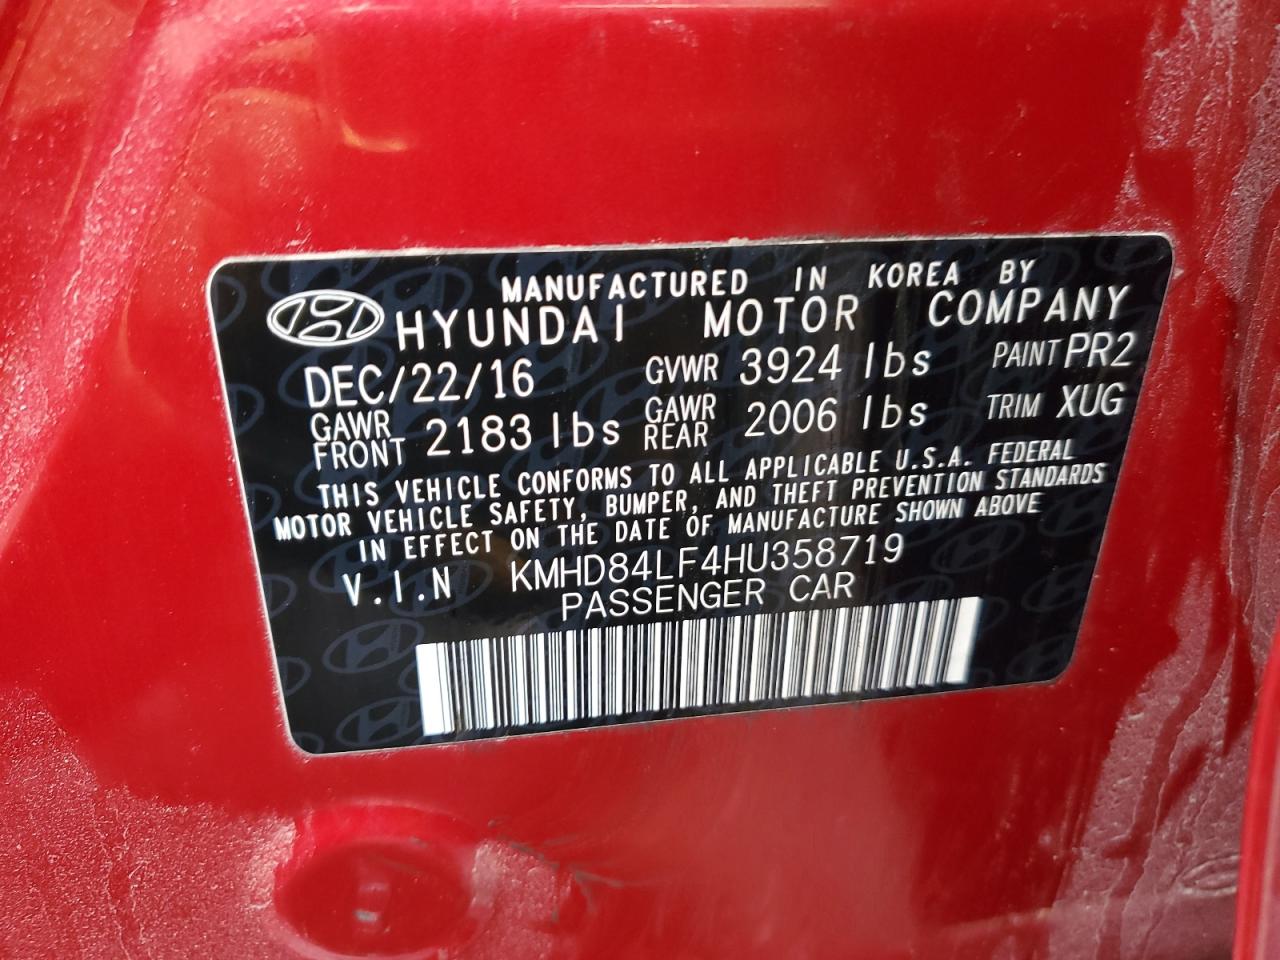 MANUFACTURED IN KOREA BY
HYUNDAI MOTOR COMPANY
DEC/22/16 GVWR 3924 lbs PAINT PR2
GAWR FRONT 2183 lbs GAWR REAR 2006 lbs TRIM XUG
THIS VEHICLE CONFORMS TO ALL APPLICABLE U.S.A. FEDERAL
MOTOR VEHICLE SAFETY, BUMPER, AND THEFT PREVENTION STANDARDS
IN EFFECT ON THE DATE OF MANUFACTURE SHOWN ABOVE
V.I.N KMHD84LF4HU358719
PASSENGER CAR